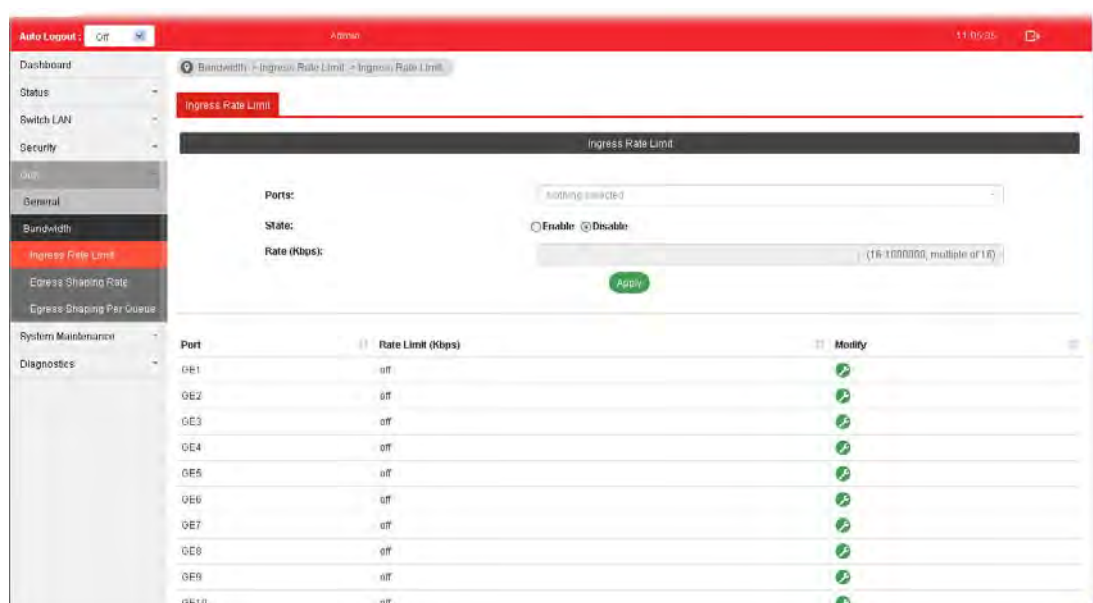 Auto Logout : Off Admin 11:05:05
Dashboard
Bandwidth > Ingress Rate Limit > Ingress Rate Limit
Status
Ingress Rate Limit
Switch LAN
Security
Ingress Rate Limit
QoS
Ports: Nothing selected
General
State: Enable Disable
Bandwidth
Rate (Kbps): (16-1000000, multiple of 16)
Ingress Rate Limit
Egress Shaping Rate
Apply
Egress Shaping Per Queue
System Maintenance
Port Rate Limit (Kbps) Modify
Diagnostics
GE1 off
GE2 off
GE3 off
GE4 off
GE5 off
GE6 off
GE7 off
GE8 off
GE9 off
GE10 off